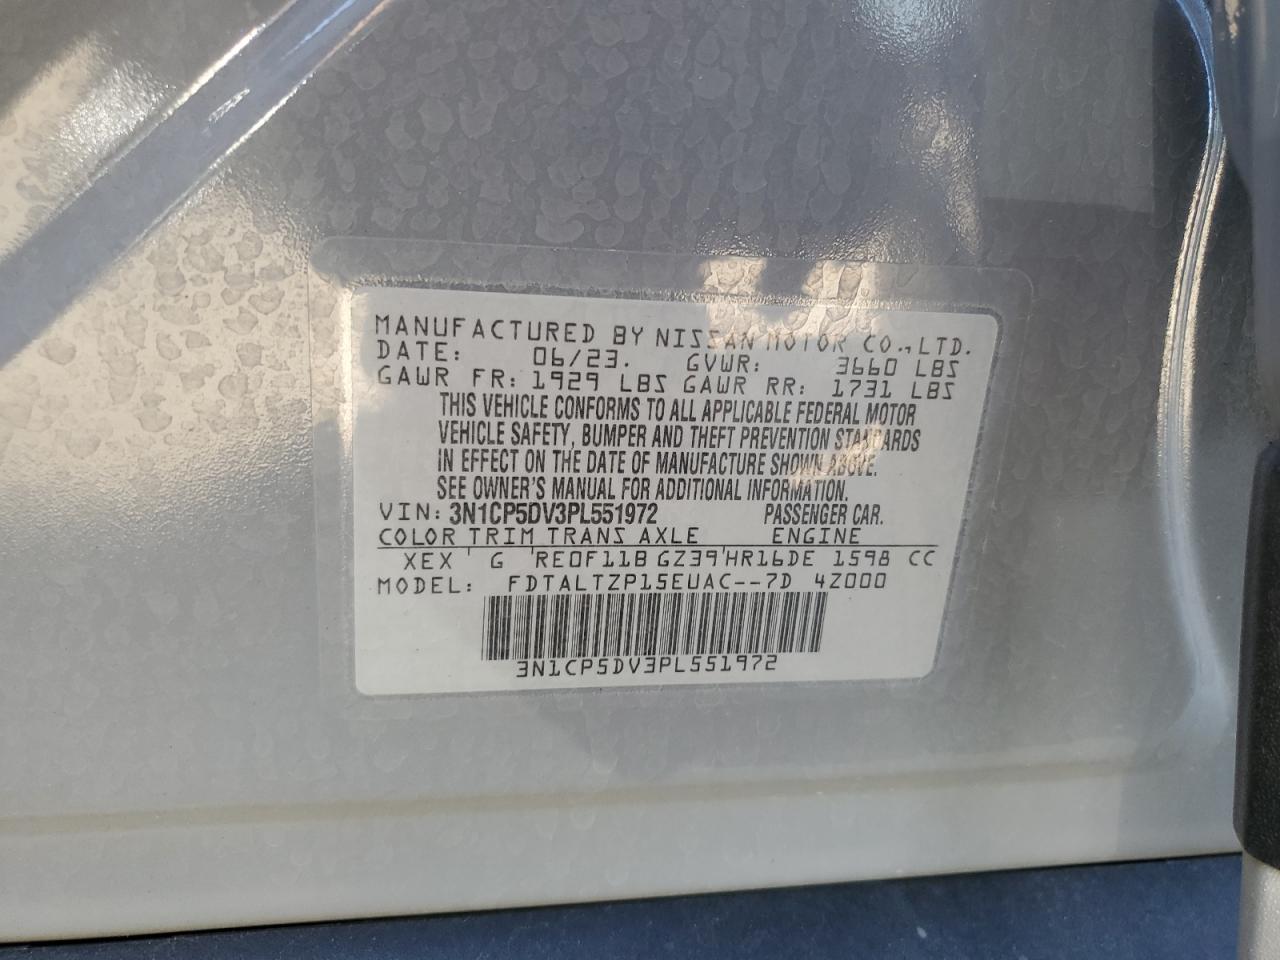 MANUFACTURED BY NISSAN MOTOR CO.,LTD.
DATE: 06/23. GVWR: 3660 LBS
GAWR FR: 1929 LBS GAWR RR: 1731 LBS
THIS VEHICLE CONFORMS TO ALL APPLICABLE FEDERAL MOTOR
VEHICLE SAFETY, BUMPER AND THEFT PREVENTION STANDARDS
IN EFFECT ON THE DATE OF MANUFACTURE SHOWN ABOVE.
SEE OWNER'S MANUAL FOR ADDITIONAL INFORMATION.
VIN: 3N1CP5DV3PL551972 PASSENGER CAR.
COLOR TRIM TRANS AXLE ENGINE
XEX ' G 'RE0F11B GZ39'HR16DE 1598 CC
MODEL: FDTALTZP15EUAC--7D 4Z000
3N1CP5DV3PL551972